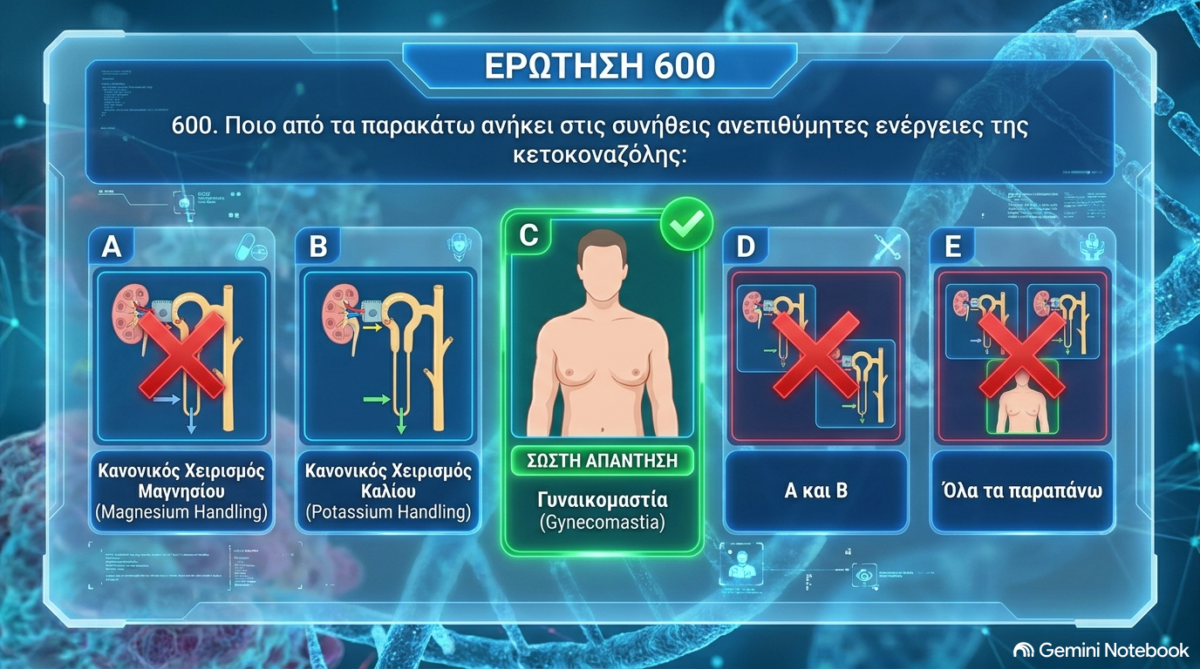 ΕΡΩΤΗΣΗ 600
600. Ποιο από τα παρακάτω ανήκει στις συνήθεις ανεπιθύμητες ενέργειες της
κετοκοναζόλης:
A
B
C
D
E
Κανονικός Χειρισμός
Μαγνησίου
(Magnesium Handling)
Κανονικός Χειρισμός
Καλίου
(Potassium Handling)
ΣΩΣΤΗ ΑΠΑΝΤΗΣΗ
Γυναικομαστία
(Gynecomastia)
Α και Β
Όλα τα παραπάνω
Gemini Notebook